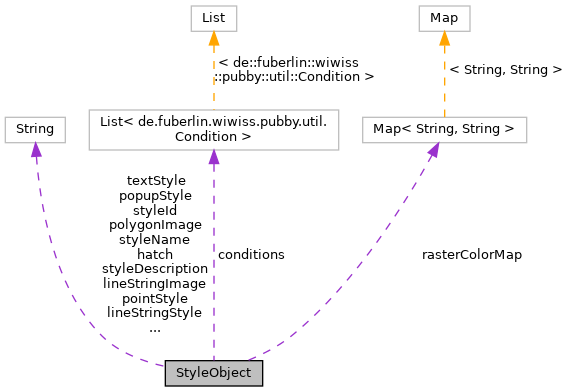 List
Map
< de::fuberlin::wiwiss
::pubby::util::Condition >
< String, String >
String
List< de.fuberlin.wiwiss.pubby.util.
Condition >
Map< String, String >
textStyle
popupStyle
styleId
polygonImage
styleName
hatch
styleDescription
lineStringImage
pointStyle
lineStringStyle
...
conditions
rasterColorMap
StyleObject